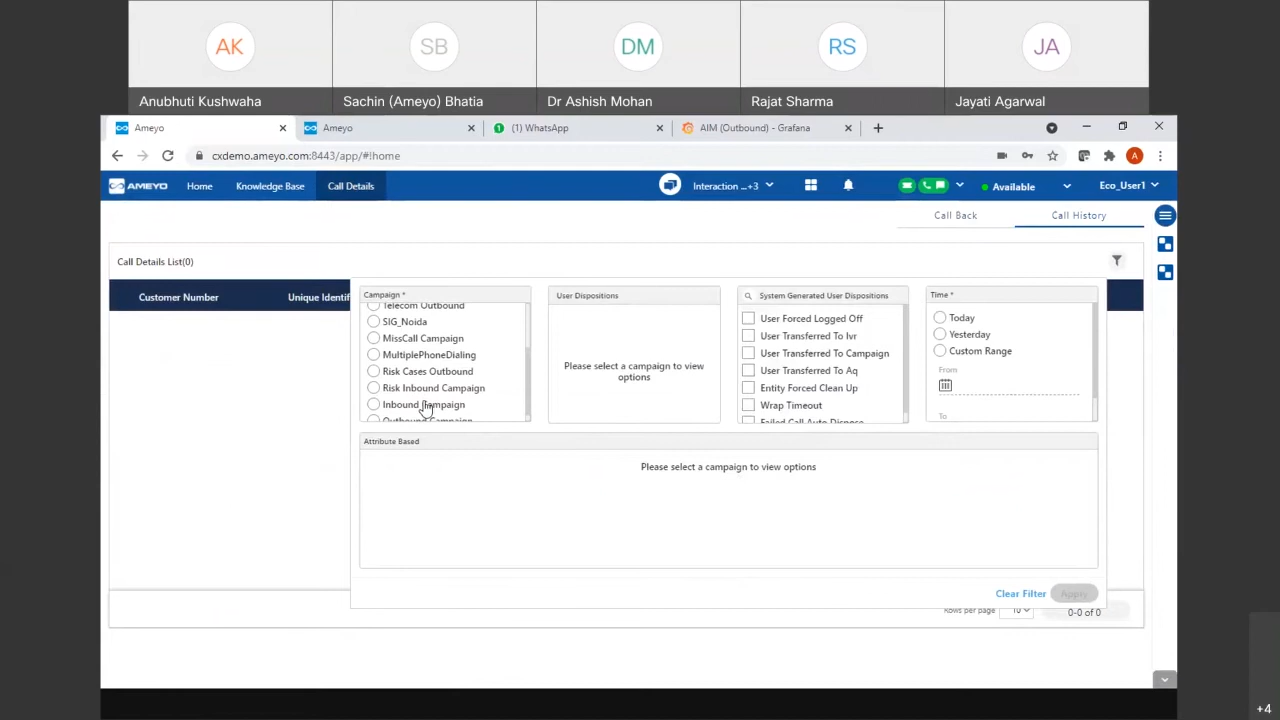 AK
SB
DM
RS
JA
Anubhuti Kushwaha
Sachin (Ameyo) Bhatia
Dr Ashish Mohan
Rajat Sharma
Jayati Agarwal
Ameyo
Ameyo
(1) WhatsApp
AIM (Outbound) - Grafana
cxdemo.ameyo.com:8443/app/#!home
A
AMEYO
Home
Knowledge Base
Call Details
Interaction ...+3
Available
Eco_User1
Call Back
Call History
Call Details List(0)
Customer Number
Unique Identif
Campaign *
Telecom Outbound
SIG_Noida
MissCall Campaign
MultiplePhoneDialing
Risk Cases Outbound
Risk Inbound Campaign
Inbound Campaign
Outbound Campaign
User Dispositions
Please select a campaign to view
options
System Generated User Dispositions
User Forced Logged Off
User Transferred To Ivr
User Transferred To Campaign
User Transferred To Aq
Entity Forced Clean Up
Wrap Timeout
Failed Call Auto Dispose
Time *
Today
Yesterday
Custom Range
From
To
Attribute Based
Please select a campaign to view options
Clear Filter
Apply
Rows per page
10
0-0 of 0
+4